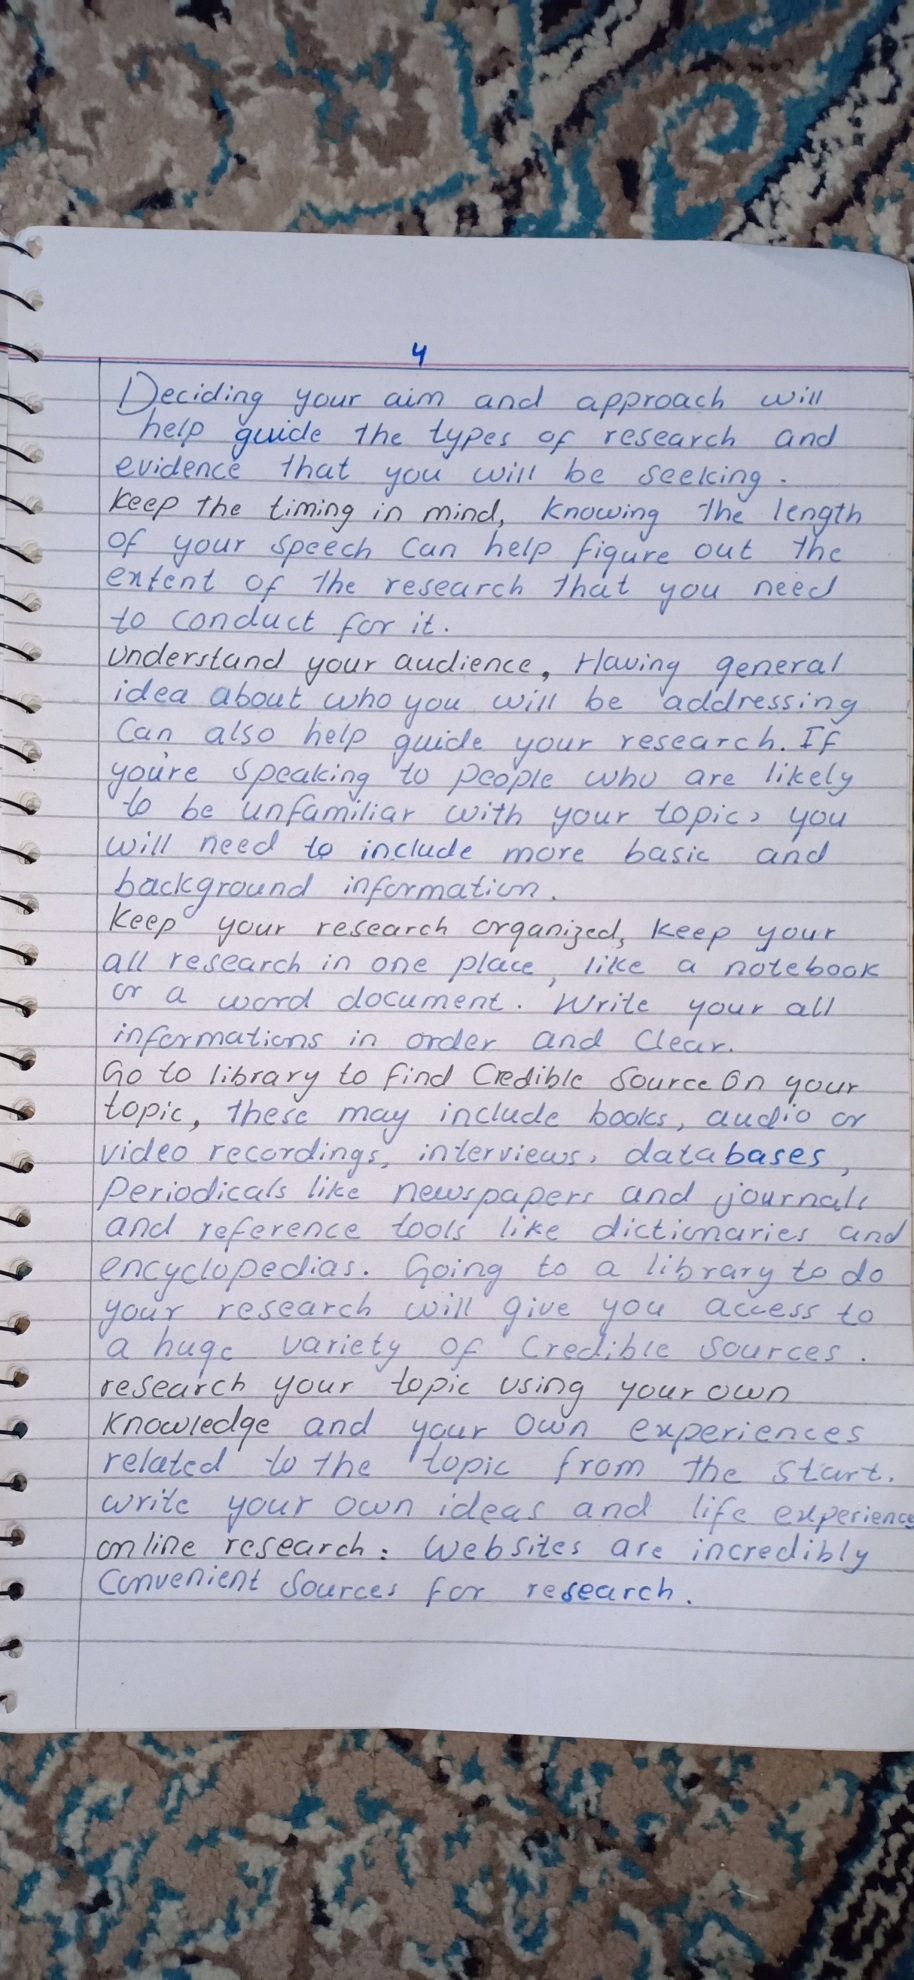 4
Deciding your aim and approach will
help guide the types of research and
evidence that you will be seeking.
Keep the timing in mind, Knowing the length
of your speech can help figure out the
extent of the research that you need
to conduct for it.
Understand your audience, Having general
idea about who you will be addressing
can also help guide your research. If
you're speaking to people who are likely
to be unfamiliar with your topic, you
will need to include more basic and
background information.
Keep your research organized, Keep your
all research in one place, like a notebook
or a word document. Write your all
informations in order and Clear.
Go to library to find Credible Source On your
topic, these may include books, audio or
video recordings, interviews, databases,
Periodicals like newspapers and journals
and reference tools like dictionaries and
encyclopedias. Going to a library to do
your research will give you access to
a huge variety of Credible Sources.
research your topic using your own
Knowledge and your own experiences
related to the topic from the start.
write your own ideas and life experience
online research: Websites are incredibly
Convenient Sources for research.